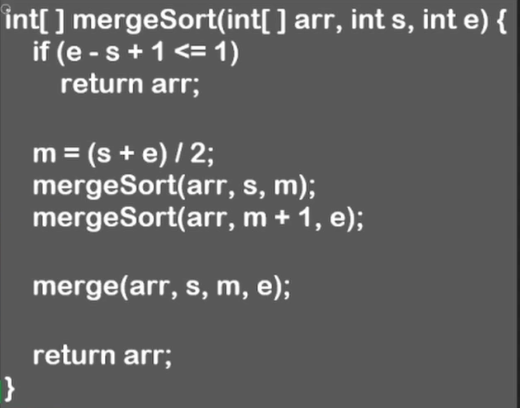 int[ ] mergeSort(int[ ] arr, int s, int e) {
if (e - s + 1 <= 1)
return arr;
m = (s + e) / 2;
mergeSort(arr, s, m);
mergeSort(arr, m + 1, e);
merge(arr, s, m, e);
return arr;
}